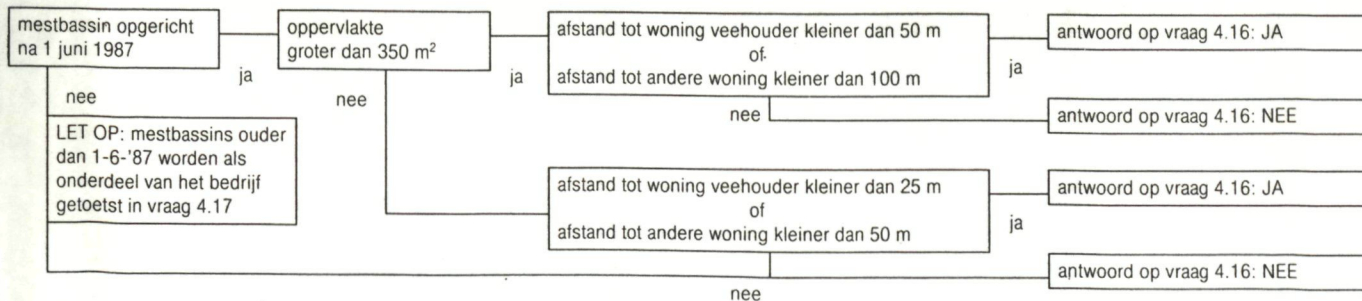 mestbassin opgericht
na 1 juni 1987
ja
nee
oppervlakte
groter dan 350 m²
ja
nee
afstand tot woning veehouder kleiner dan 50 m
of
afstand tot andere woning kleiner dan 100 m
ja
nee
antwoord op vraag 4.16: JA
antwoord op vraag 4.16: NEE
LET OP: mestbassins ouder
dan 1-6-'87 worden als
onderdeel van het bedrijf
getoetst in vraag 4.17
afstand tot woning veehouder kleiner dan 25 m
of
afstand tot andere woning kleiner dan 50 m
ja
nee
antwoord op vraag 4.16: JA
antwoord op vraag 4.16: NEE